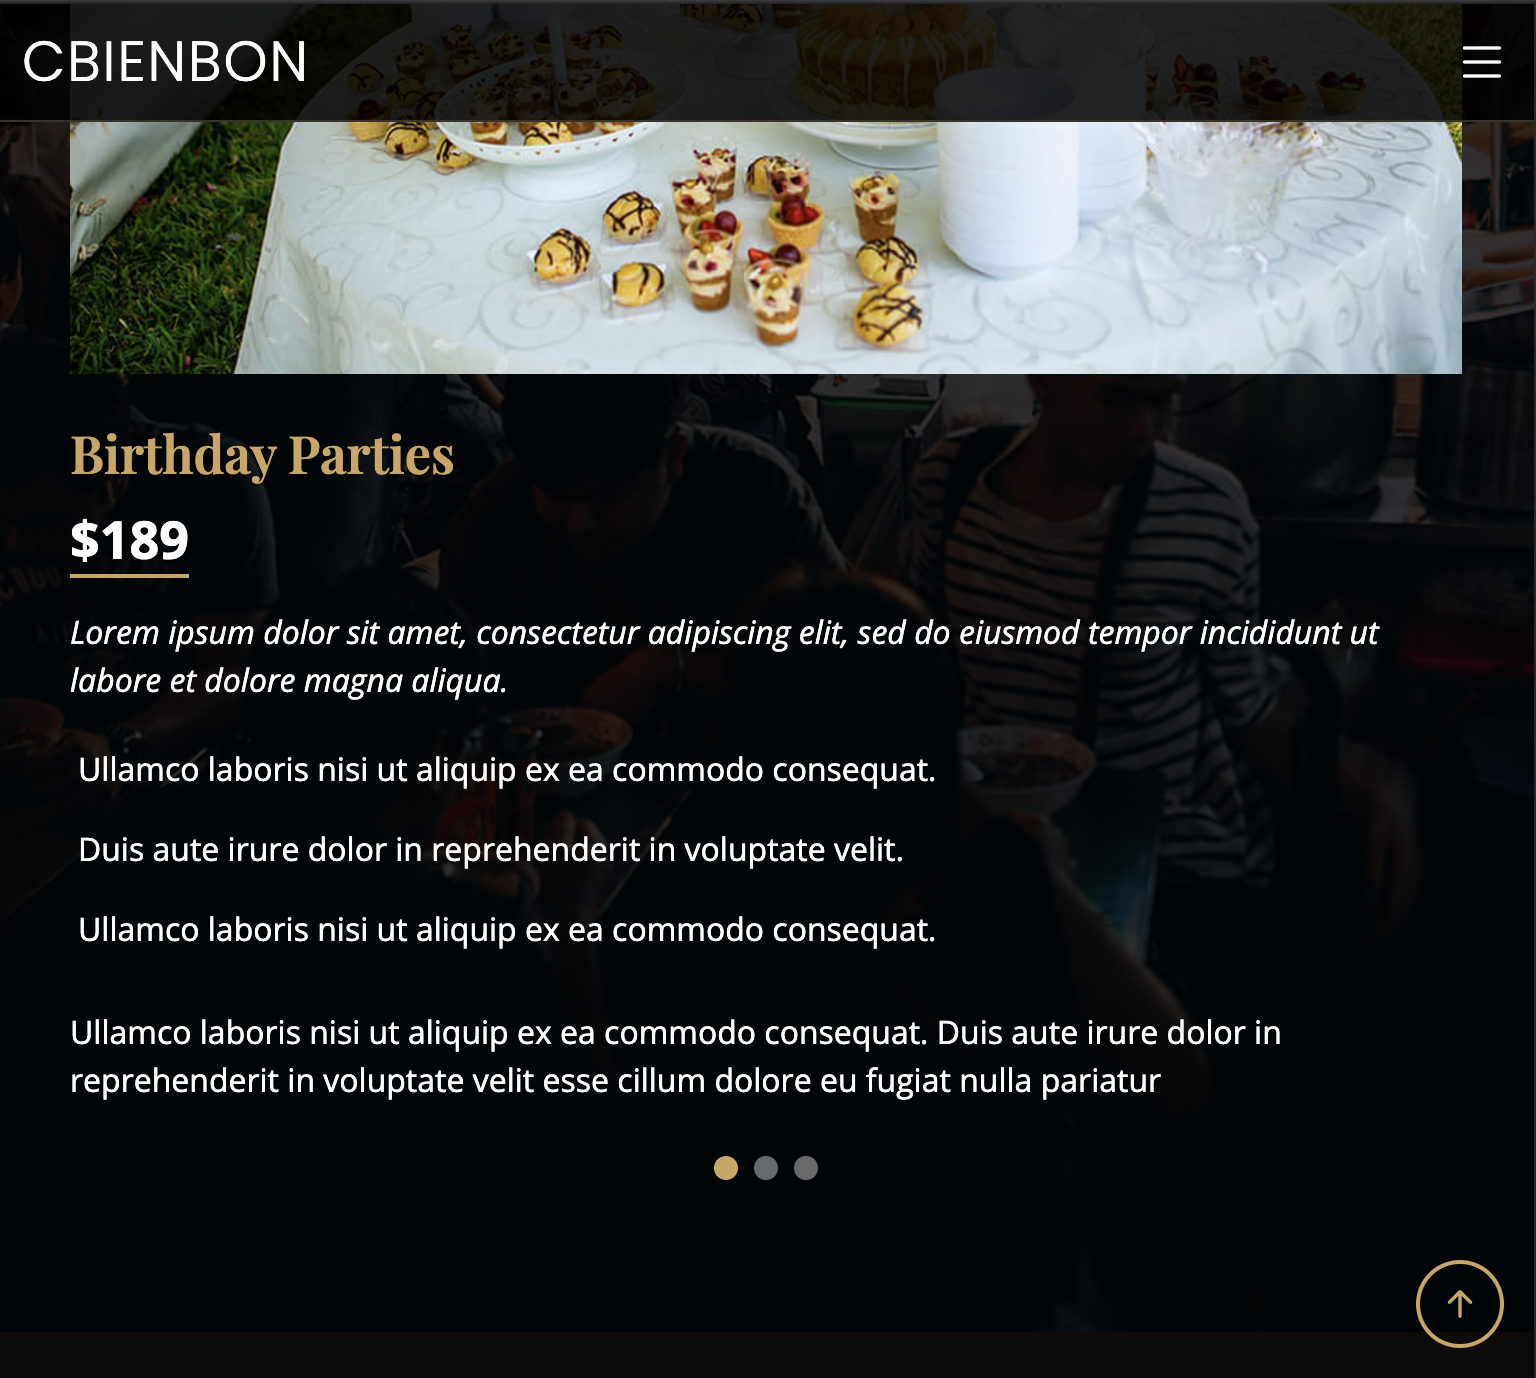 CBIENBON
Birthday Parties
$189
Lorem ipsum dolor sit amet, consectetur adipiscing elit, sed do eiusmod tempor incididunt ut
labore et dolore magna aliqua.
Ullamco laboris nisi ut aliquip ex ea commodo consequat.
Duis aute irure dolor in reprehenderit in voluptate velit.
Ullamco laboris nisi ut aliquip ex ea commodo consequat.
Ullamco laboris nisi ut aliquip ex ea commodo consequat. Duis aute irure dolor in
reprehenderit in voluptate velit esse cillum dolore eu fugiat nulla pariatur